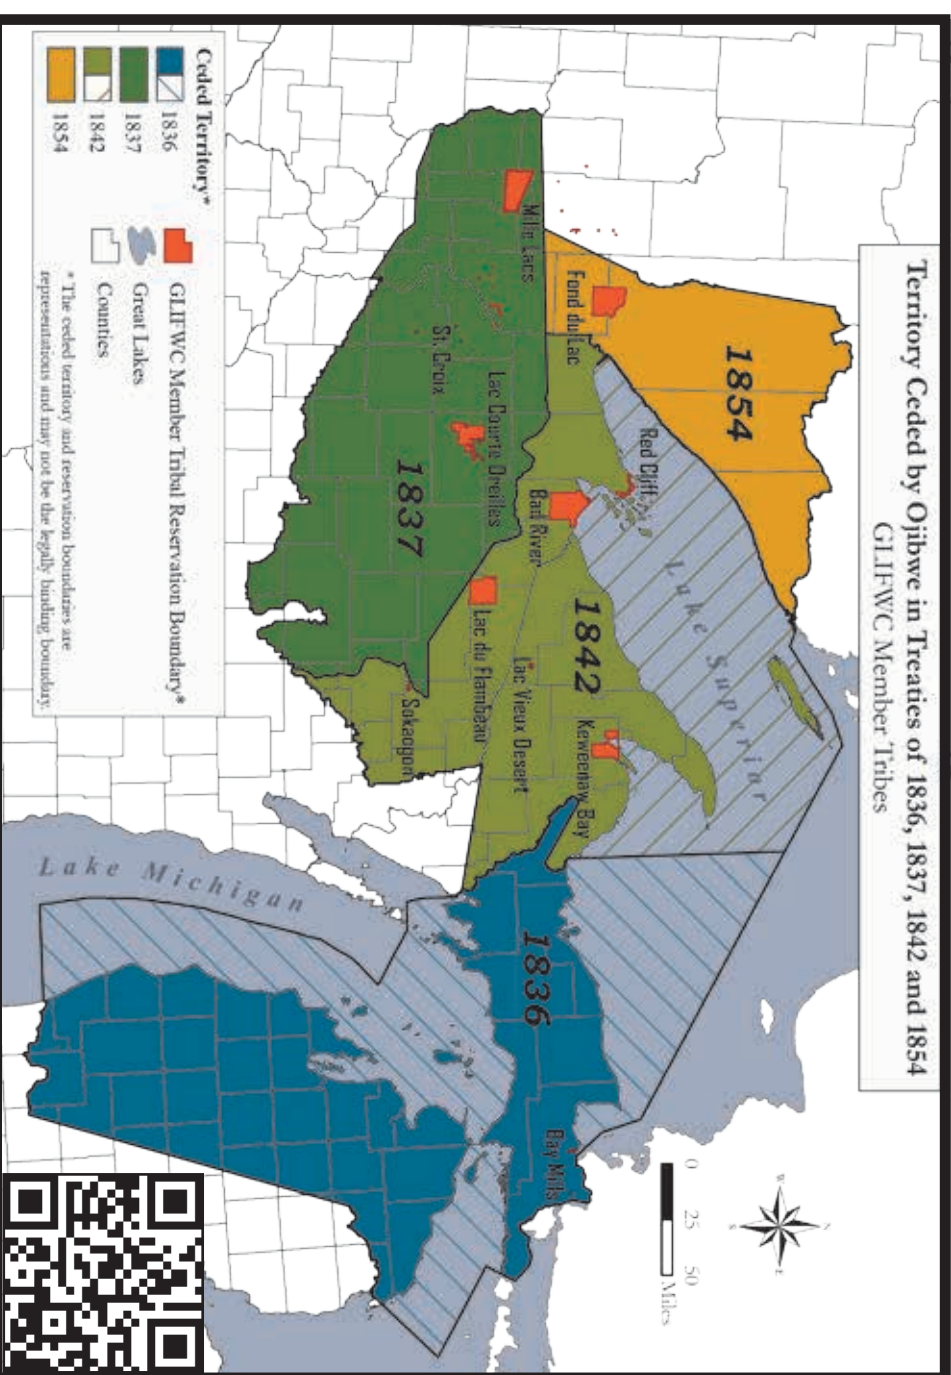 Territory Ceded by Ojibwe in Treaties of 1836, 1837, 1842 and 1854
GLIFWC Member Tribes
1854
Fond du Lac
Mille Lacs
Red Cliff
Lake Superior
St. Croix
Lac Courte Oreilles
Bad River
1837
1842
Lac du Flambeau
Lac Vieux Desert
Keweenaw Bay
Sokaogon
1836
Bay Mills
Lake Michigan
N
E
S
W
0 25 50
Miles
Ceded Territory*
1836
1837
1842
1854
GLIFWC Member Tribal Reservation Boundary*
Great Lakes
Counties
* The ceded territory and reservation boundaries are
representations and may not be the legally binding boundary.